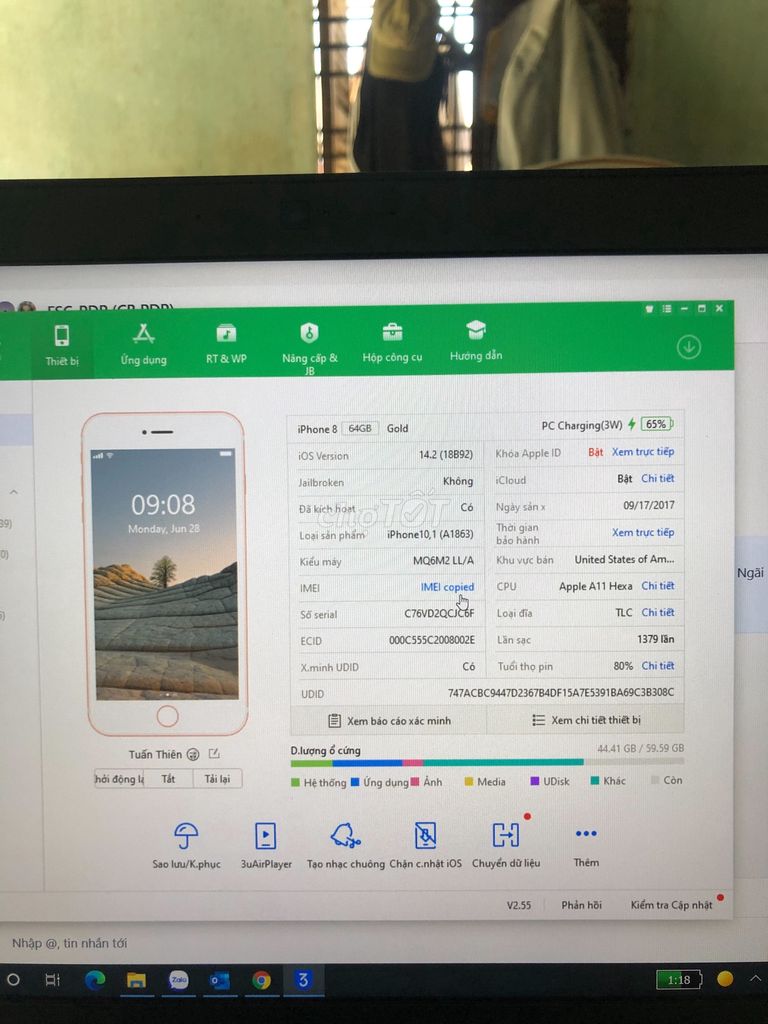 Thiết bị
Ứng dụng
RT & WP
Nâng cấp & JB
Hộp công cụ
Hướng dẫn
iPhone 8 64GB Gold
PC Charging(3W) 65%
iOS Version 14.2 (18B92)
Khóa Apple ID Bật Xem trực tiếp
Jailbroken Không
iCloud Bật Chi tiết
Đã kích hoạt Có
Ngày sản x 09/17/2017
Loại sản phẩm iPhone10,1 (A1863)
Thời gian bảo hành Xem trực tiếp
Kiểu máy MQ6M2 LL/A
Khu vực bán United States of Am...
IMEI IMEI copied
CPU Apple A11 Hexa Chi tiết
Số serial C76VD2QCJC6F
Loại đĩa TLC Chi tiết
ECID 000C555C2008002E
Lần sạc 1379 lần
X.minh UDID Có
Tuổi thọ pin 80% Chi tiết
UDID 747ACBC9447D2367B4DF15A7E5391BA69C3B308C
Xem báo cáo xác minh
Xem chi tiết thiết bị
chợTỐT
09:08
Monday, Jun 28
Tuấn Thiên
Tắt
Tải lại
D.lượng ổ cứng 44.41 GB / 59.59 GB
Hệ thống Ứng dụng Ảnh Media UDisk Khác Còn
Sao lưu/K.phục
3uAirPlayer
Tạo nhạc chuông
Chặn c.nhật iOS
Chuyển dữ liệu
Thêm
V2.55
Phản hồi
Kiểm tra Cập nhật
Ngãi
Nhập @, tin nhắn tới
Zalo
3
1:18